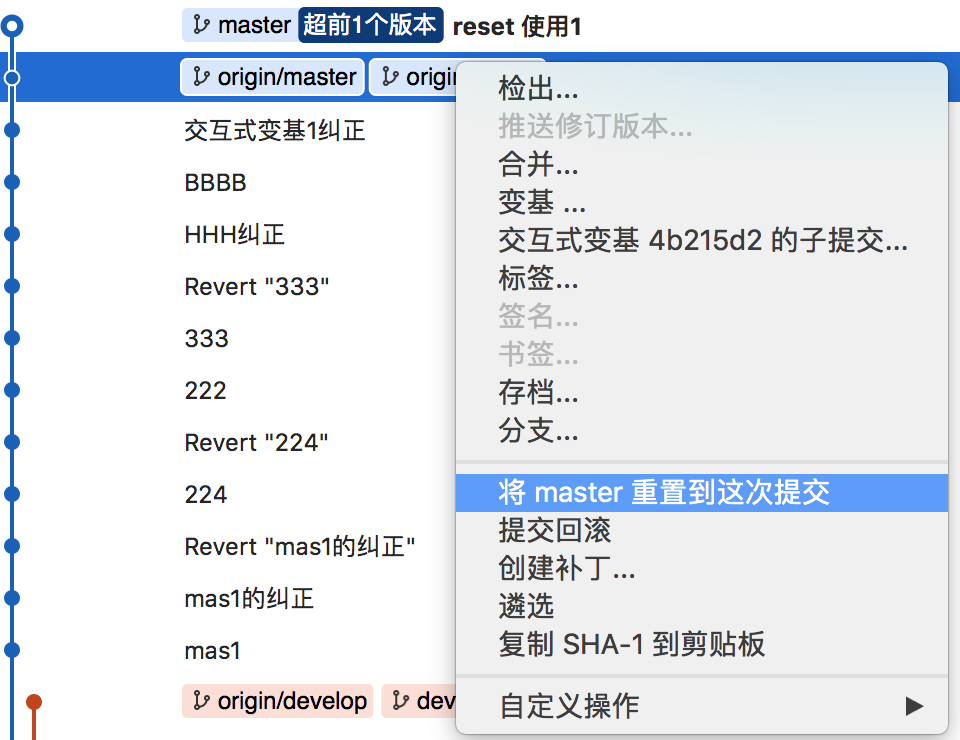 master 超前1个版本 reset 使用1
origin/master
交互式变基1纠正
BBBB
HHH纠正
Revert "333"
333
222
Revert "224"
224
Revert "mas1的纠正"
mas1的纠正
mas1
origin/develop
检出...
推送修订版本...
合并...
变基 ...
交互式变基 4b215d2 的子提交...
标签...
签名...
书签...
存档...
分支...
将 master 重置到这次提交
提交回滚
创建补丁...
遴选
复制 SHA-1 到剪贴板
自定义操作